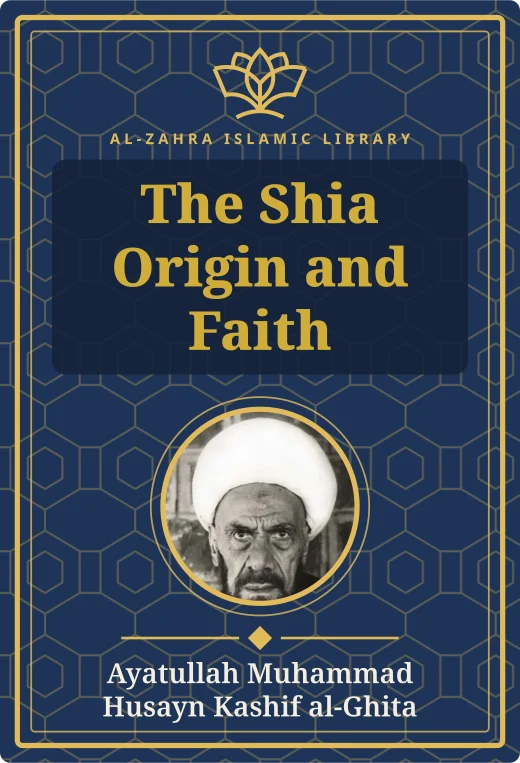 AL-ZAHRA ISLAMIC LIBRARY
The Shia
Origin and
Faith
Ayatullah Muhammad
Husayn Kashif al-Ghita